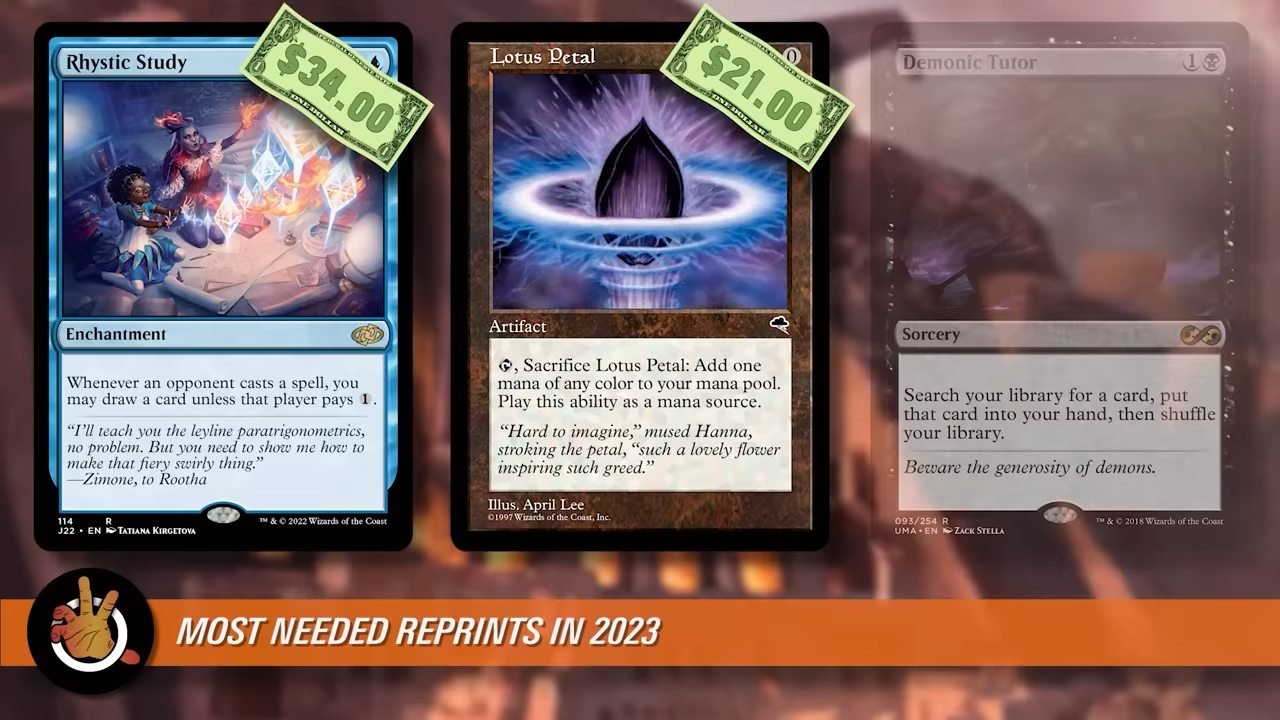 Rhystic Study
$34.00
ONE DOLLAR
Enchantment
Whenever an opponent casts a spell, you
may draw a card unless that player pays 1.
“I’ll teach you the leyline paratrigonometrics,
no problem. But you need to show me how to
make that fiery swirly thing.”
—Zimone, to Rootha
114 R
J22 • EN Tatiana Kirgetova
™ & © 2022 Wizards of the Coast
Lotus Petal
0
$21.00
ONE DOLLAR
Artifact
, Sacrifice Lotus Petal: Add one
mana of any color to your mana pool.
Play this ability as a mana source.
“Hard to imagine,” mused Hanna,
stroking the petal, “such a lovely flower
inspiring such greed.”
Illus. April Lee
©1997 Wizards of the Coast, Inc.
Demonic Tutor
1
Sorcery
Search your library for a card, put
that card into your hand, then shuffle
your library.
Beware the generosity of demons.
093/254 R
UMA • EN Zack Stella
™ & © 2018 Wizards of the Coast
MOST NEEDED REPRINTS IN 2023